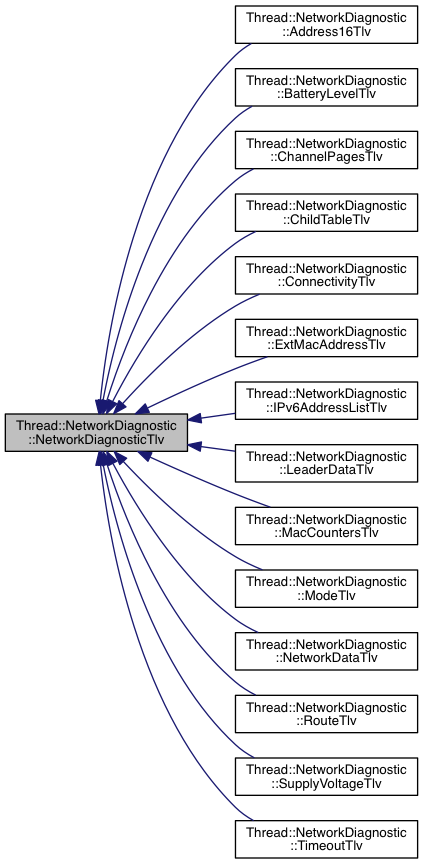 Thread::NetworkDiagnostic
::Address16Tlv
Thread::NetworkDiagnostic
::BatteryLevelTlv
Thread::NetworkDiagnostic
::ChannelPagesTlv
Thread::NetworkDiagnostic
::ChildTableTlv
Thread::NetworkDiagnostic
::ConnectivityTlv
Thread::NetworkDiagnostic
::ExtMacAddressTlv
Thread::NetworkDiagnostic
::IPv6AddressListTlv
Thread::NetworkDiagnostic
::NetworkDiagnosticTlv
Thread::NetworkDiagnostic
::LeaderDataTlv
Thread::NetworkDiagnostic
::MacCountersTlv
Thread::NetworkDiagnostic
::ModeTlv
Thread::NetworkDiagnostic
::NetworkDataTlv
Thread::NetworkDiagnostic
::RouteTlv
Thread::NetworkDiagnostic
::SupplyVoltageTlv
Thread::NetworkDiagnostic
::TimeoutTlv